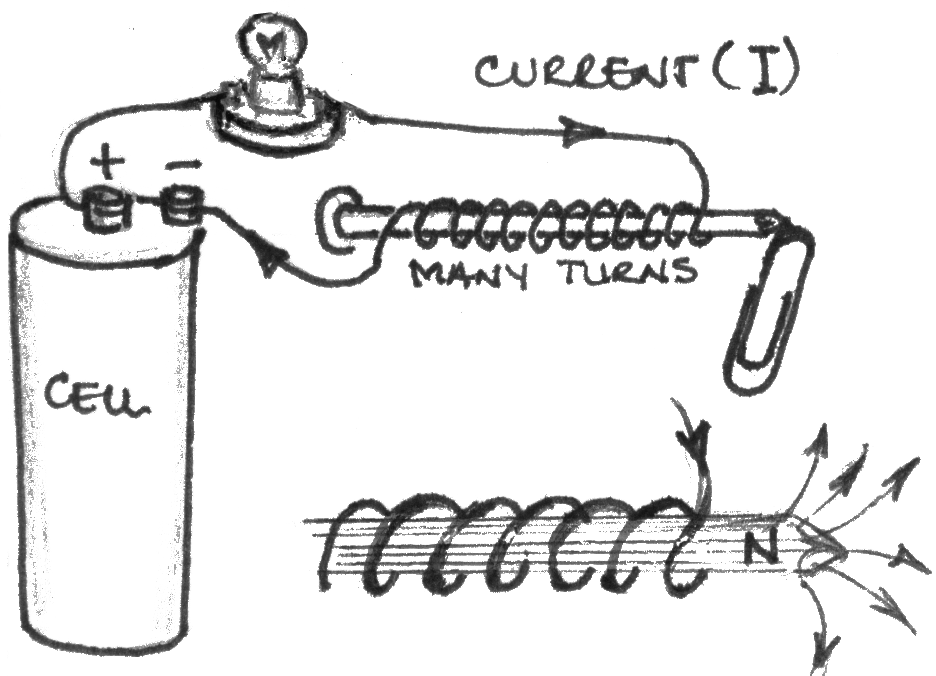 CURRENT (I)
+ -
MANY TURNS
CELL
N